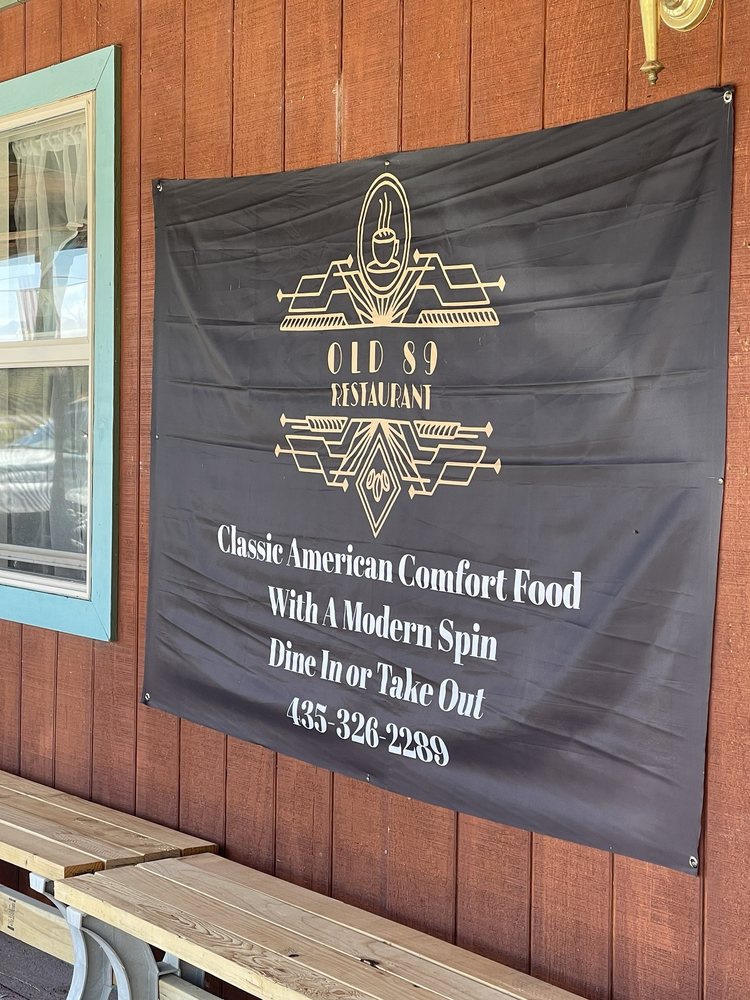 OLD 89
RESTAURANT
Classic American Comfort Food
With A Modern Spin
Dine In or Take Out
435-326-2289